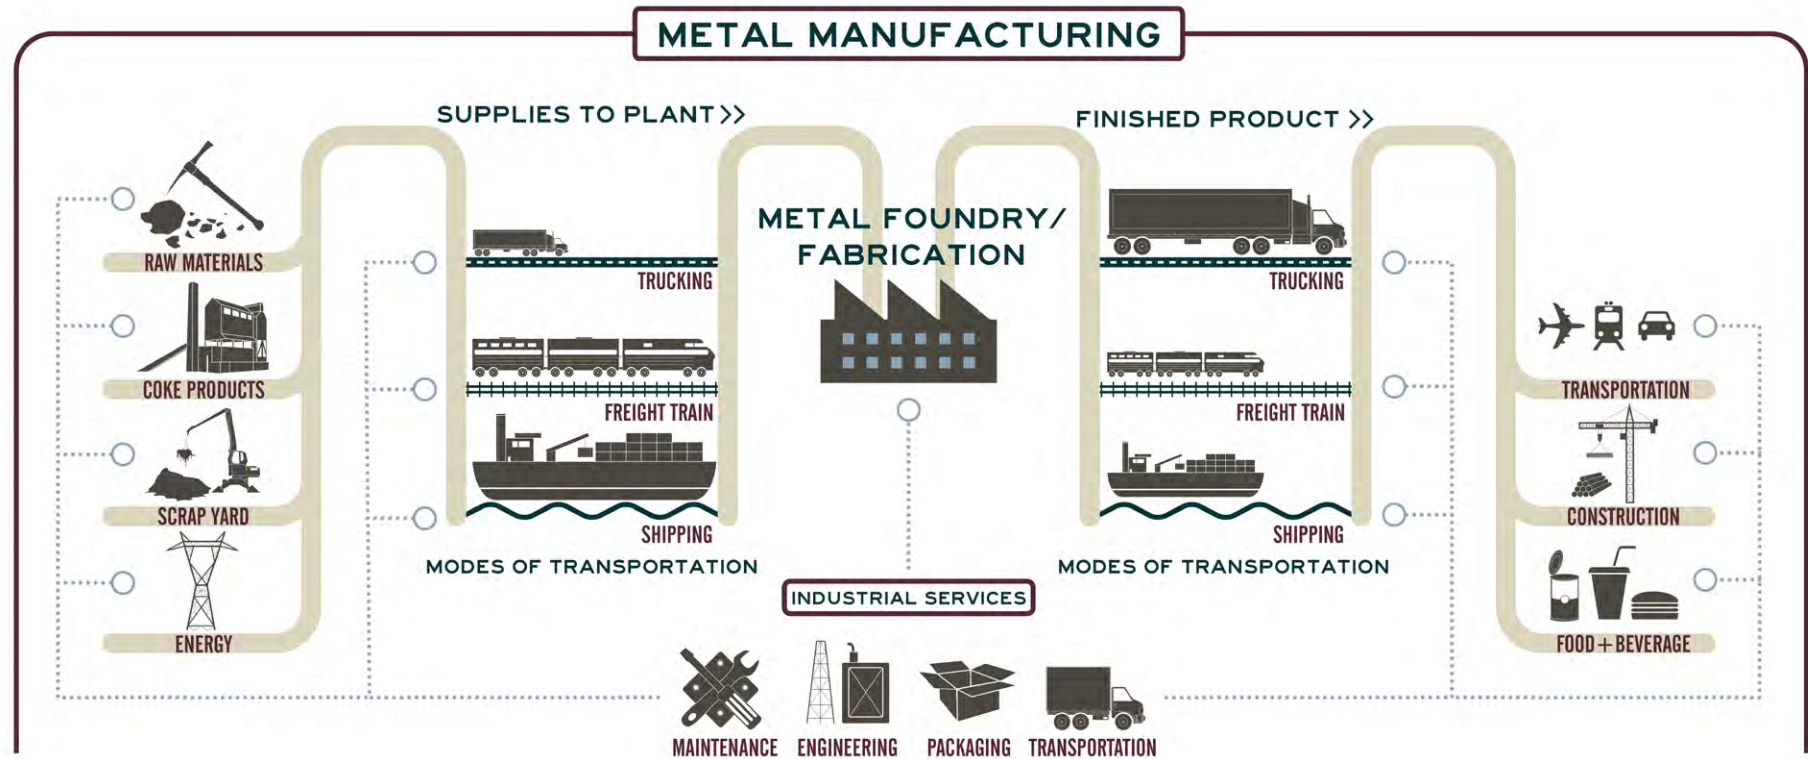 METAL MANUFACTURING
SUPPLIES TO PLANT >>
FINISHED PRODUCT >>
RAW MATERIALS
COKE PRODUCTS
SCRAP YARD
ENERGY
TRUCKING
FREIGHT TRAIN
SHIPPING
MODES OF TRANSPORTATION
METAL FOUNDRY/
FABRICATION
TRUCKING
FREIGHT TRAIN
SHIPPING
MODES OF TRANSPORTATION
TRANSPORTATION
CONSTRUCTION
FOOD + BEVERAGE
INDUSTRIAL SERVICES
MAINTENANCE
ENGINEERING
PACKAGING
TRANSPORTATION